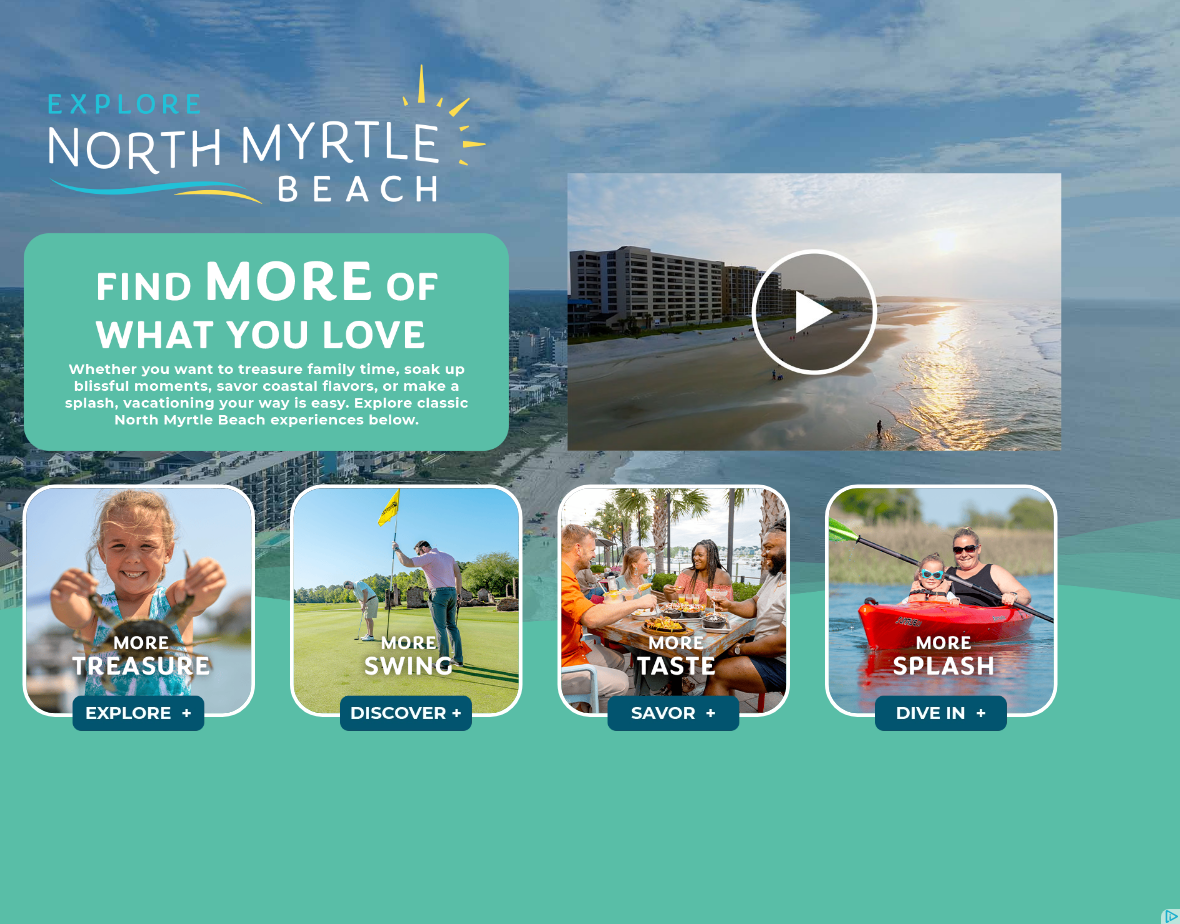 EXPLORE
NORTH MYRTLE
BEACH
FIND MORE OF
WHAT YOU LOVE
Whether you want to treasure family time, soak up
blissful moments, savor coastal flavors, or make a
splash, vacationing your way is easy. Explore classic
North Myrtle Beach experiences below.
MORE
TREASURE
EXPLORE +
MORE
SWING
DISCOVER +
MORE
TASTE
SAVOR +
MORE
SPLASH
DIVE IN +